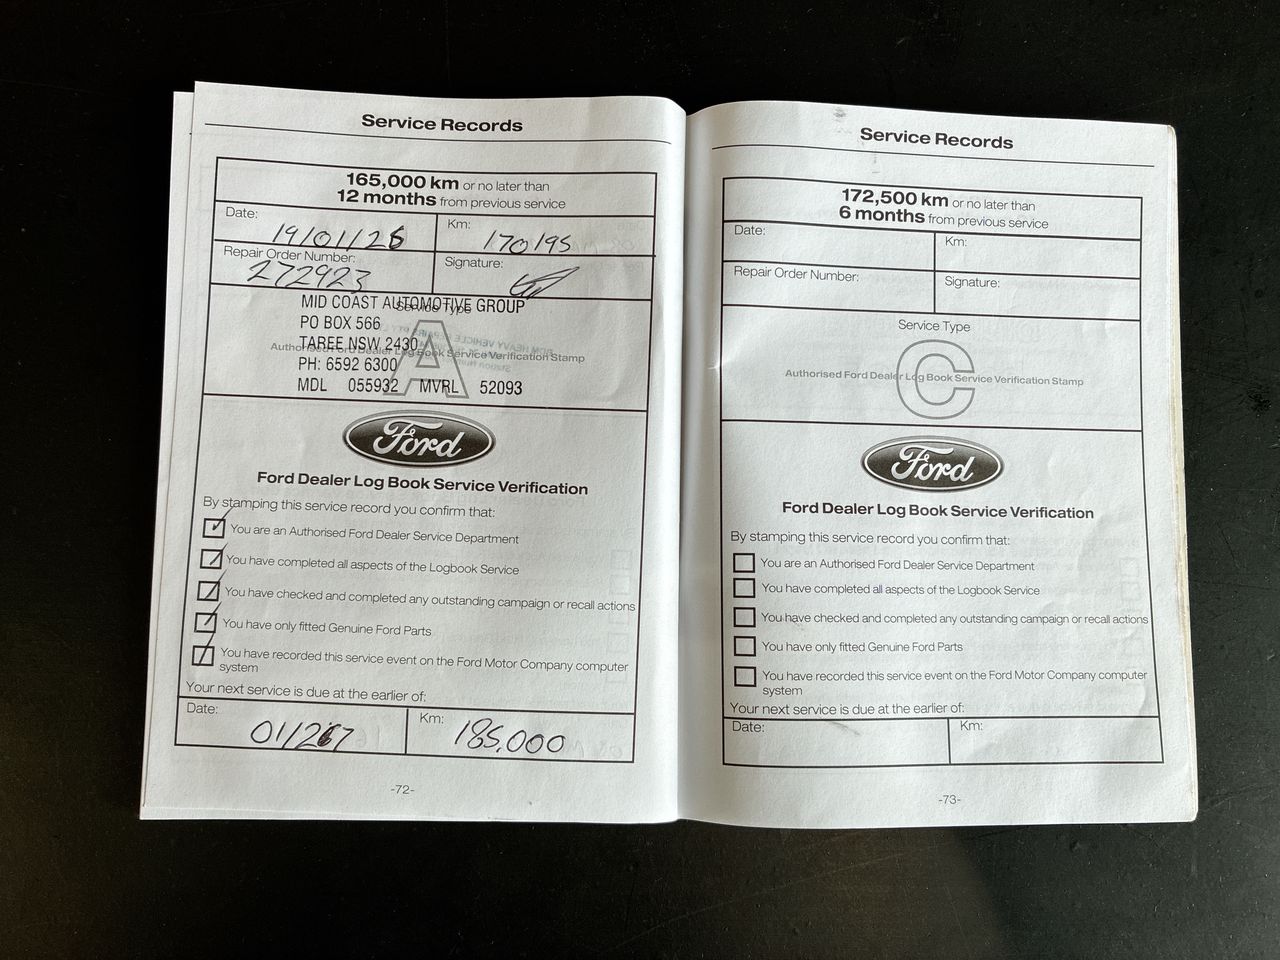 Service Records
165,000 km or no later than
12 months from previous service
Date:
19/01/26
Km:
170195
Repair Order Number:
272923
Signature:
Service Type
A
Authorised Ford Dealer Log Book Service Verification Stamp
MID COAST AUTOMOTIVE GROUP
PO BOX 566
TAREE NSW 2430
PH: 6592 6300
MDL 055932 MVRL 52093
Ford
Ford Dealer Log Book Service Verification
By stamping this service record you confirm that:
You are an Authorised Ford Dealer Service Department
You have completed all aspects of the Logbook Service
You have checked and completed any outstanding campaign or recall actions
You have only fitted Genuine Ford Parts
You have recorded this service event on the Ford Motor Company computer
system
Your next service is due at the earlier of:
Date:
Km:
185,000
-72-
Service Records
172,500 km or no later than
6 months from previous service
Date:
Km:
Repair Order Number:
Signature:
Service Type
C
Authorised Ford Dealer Log Book Service Verification Stamp
Ford
Ford Dealer Log Book Service Verification
By stamping this service record you confirm that:
You are an Authorised Ford Dealer Service Department
You have completed all aspects of the Logbook Service
You have checked and completed any outstanding campaign or recall actions
You have only fitted Genuine Ford Parts
You have recorded this service event on the Ford Motor Company computer
system
Your next service is due at the earlier of:
Date:
Km:
-73-